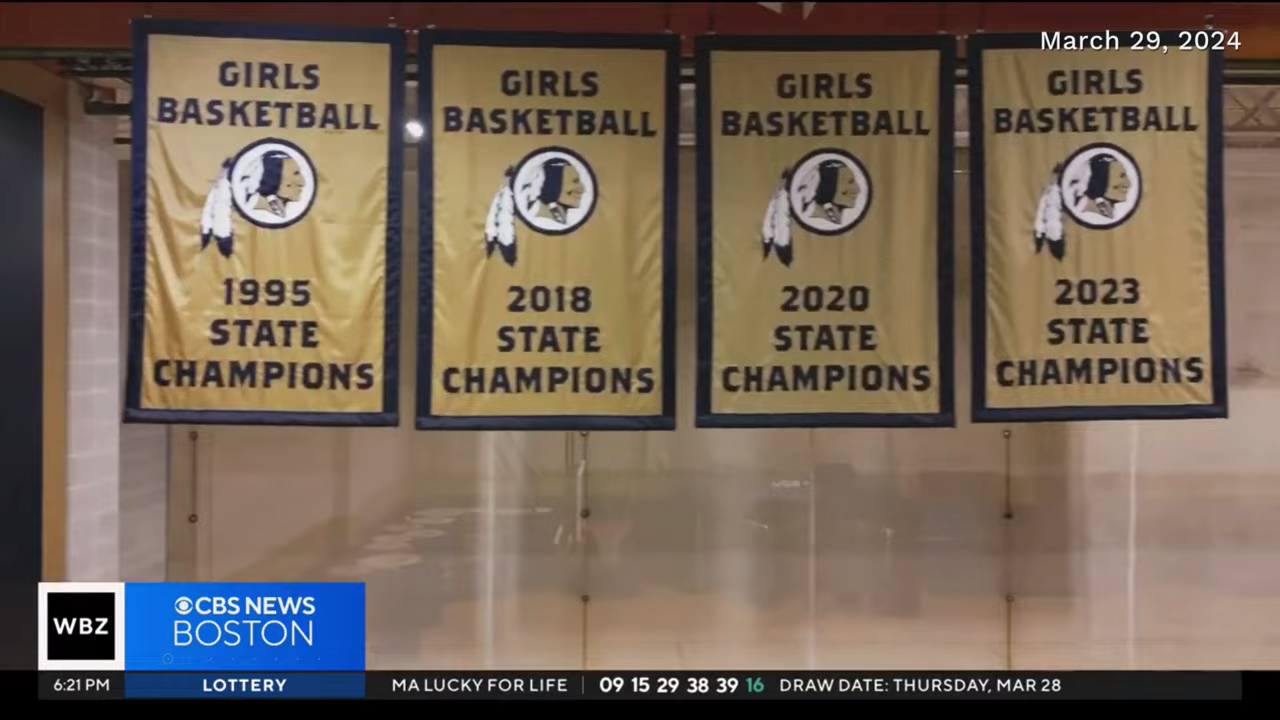 March 29, 2024
GIRLS
BASKETBALL
1995
STATE
CHAMPIONS
GIRLS
BASKETBALL
2018
STATE
CHAMPIONS
GIRLS
BASKETBALL
2020
STATE
CHAMPIONS
GIRLS
BASKETBALL
2023
STATE
CHAMPIONS
WBZ
CBS NEWS
BOSTON
6:21 PM LOTTERY MA LUCKY FOR LIFE 09 15 29 38 39 16 DRAW DATE: THURSDAY, MAR 28